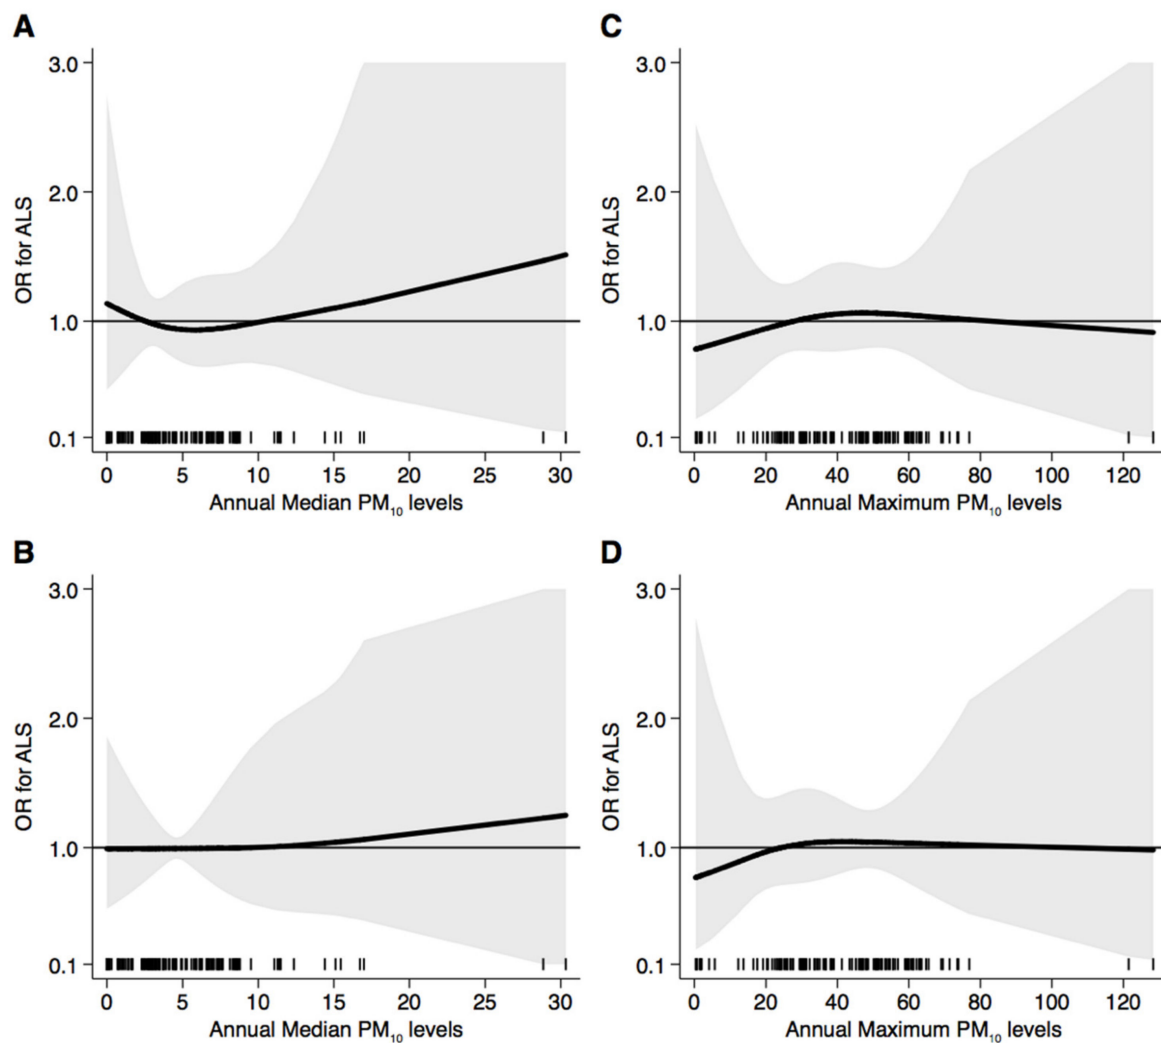 A
3.0
2.0
1.0
0.1
OR for ALS
0 5 10 15 20 25 30
Annual Median PM₁₀ levels
C
3.0
2.0
1.0
0.1
OR for ALS
0 20 40 60 80 100 120
Annual Maximum PM₁₀ levels
B
3.0
2.0
1.0
0.1
OR for ALS
0 5 10 15 20 25 30
Annual Median PM₁₀ levels
D
3.0
2.0
1.0
0.1
OR for ALS
0 20 40 60 80 100 120
Annual Maximum PM₁₀ levels